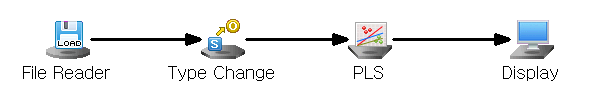 LOAD
S
O
File Reader
Type Change
PLS
Display